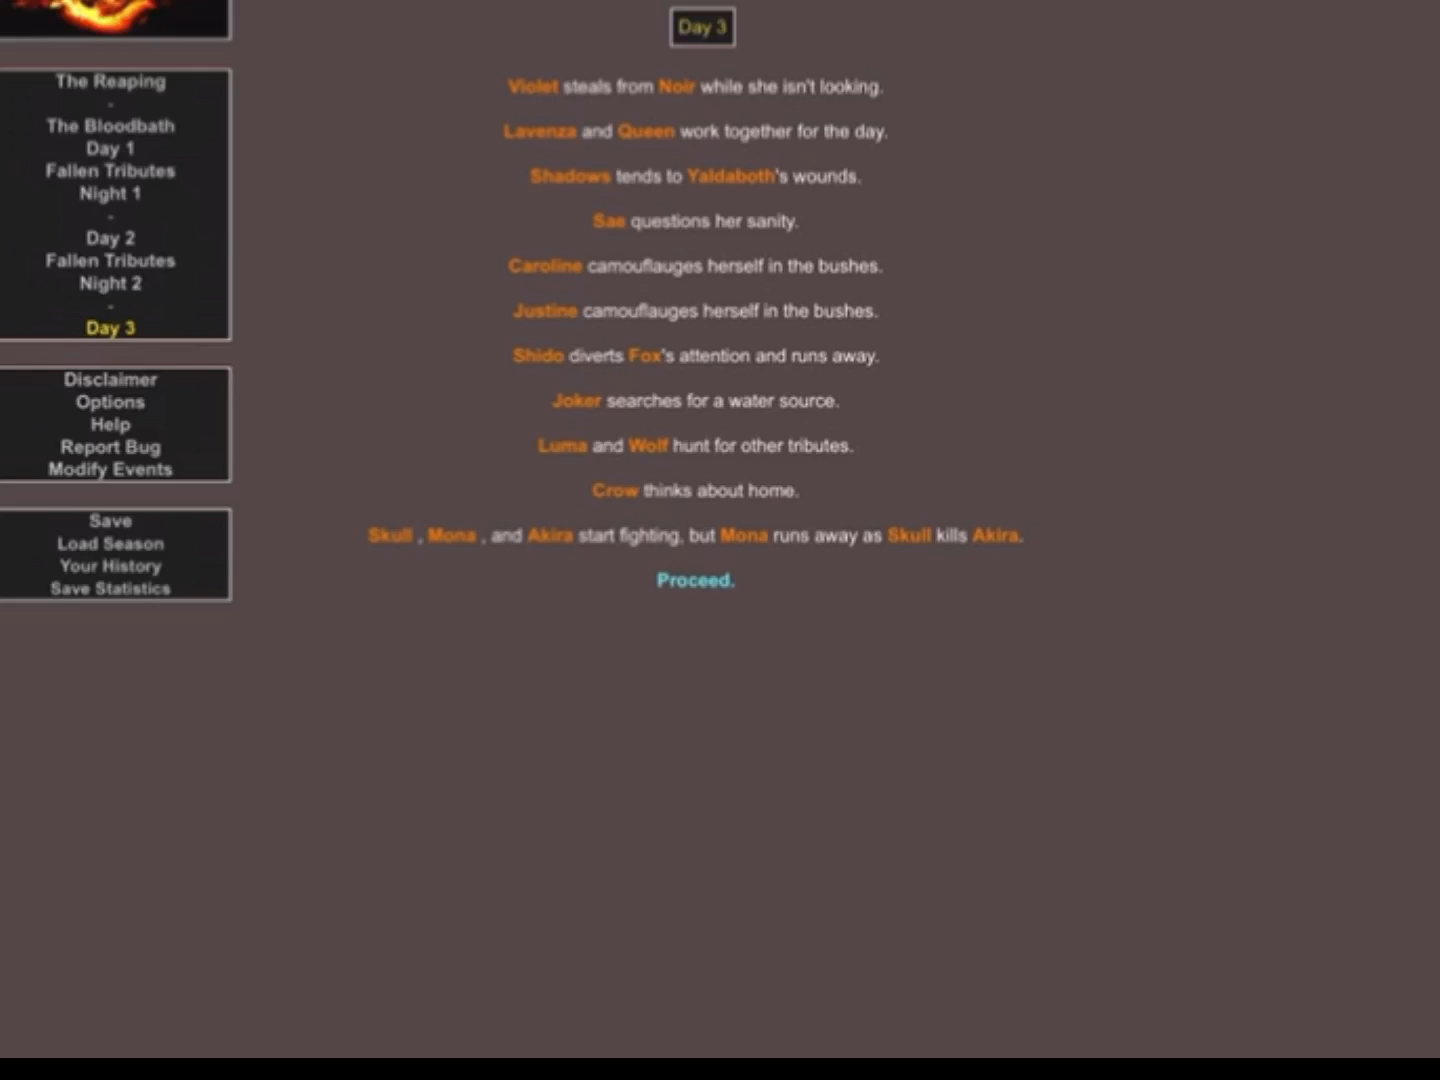 Day 3
Violet steals from Noir while she isn't looking.
Lavenza and Queen work together for the day.
Shadows tends to Yaldaboth's wounds.
Sae questions her sanity.
Caroline camouflauges herself in the bushes.
Justine camouflauges herself in the bushes.
Shido diverts Fox's attention and runs away.
Joker searches for a water source.
Luma and Wolf hunt for other tributes.
Crow thinks about home.
Skull , Mona , and Akira start fighting, but Mona runs away as Skull kills Akira.
Proceed.
The Reaping
-
The Bloodbath
Day 1
Fallen Tributes
Night 1
-
Day 2
Fallen Tributes
Night 2
-
Day 3
Disclaimer
Options
Help
Report Bug
Modify Events
Save
Load Season
Your History
Save Statistics